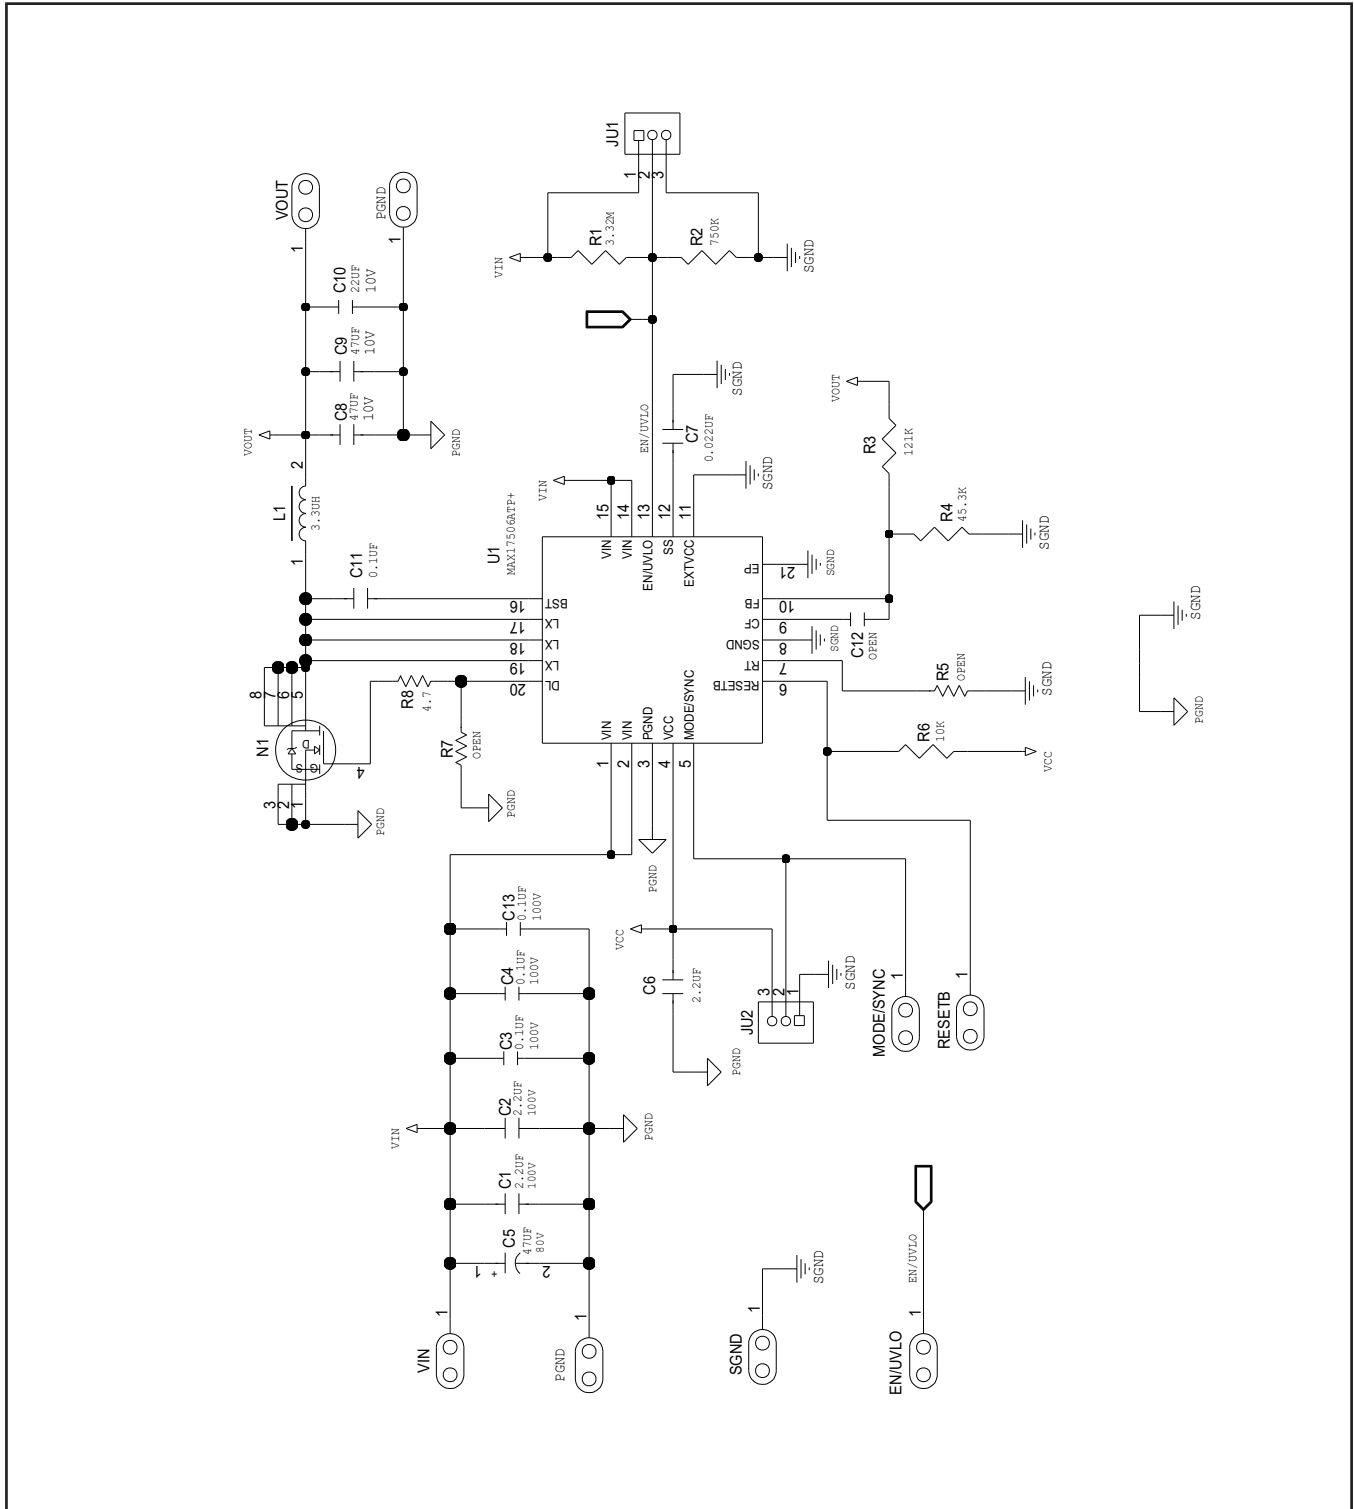 JU1
1
2
3
VIN
R1
3.32M
R2
750K
SGND
EN/UVLO
VOUT
1
PGND
1
C10
22UF
10V
C9
47UF
10V
C8
47UF
10V
VOUT
PGND
2
L1
3.3UH
1
C11
0.1UF
C7
0.022UF
SGND
SGND
VIN
U1
MAX17506ATP+
15
14
13
12
11
VIN
VIN
EN/UVLO
SS
EXTVCC
16
BST
17
LX
18
LX
19
LX
20
DL
EP
21
SGND
FB
10
CF
9
SGND
8
SGND
RT
7
RESETB
6
VIN
VIN
PGND
VCC
MODE/SYNC
1
2
3
4
5
VOUT
R3
121K
R4
45.3K
SGND
C12
OPEN
R5
OPEN
SGND
R6
10K
VCC
SGND
PGND
R8
4.7
R7
OPEN
PGND
N1
8
7
6
5
D
G
S
4
3
2
1
PGND
PGND
C13
0.1UF
100V
C4
0.1UF
100V
C3
0.1UF
100V
C2
2.2UF
100V
C1
2.2UF
100V
C5
47UF
80V
1
+
2
VIN
PGND
VIN
1
PGND
1
VCC
C6
2.2UF
PGND
JU2
3
2
1
SGND
MODE/SYNC
1
RESETB
1
SGND
1
SGND
EN/UVLO
1
EN/UVLO